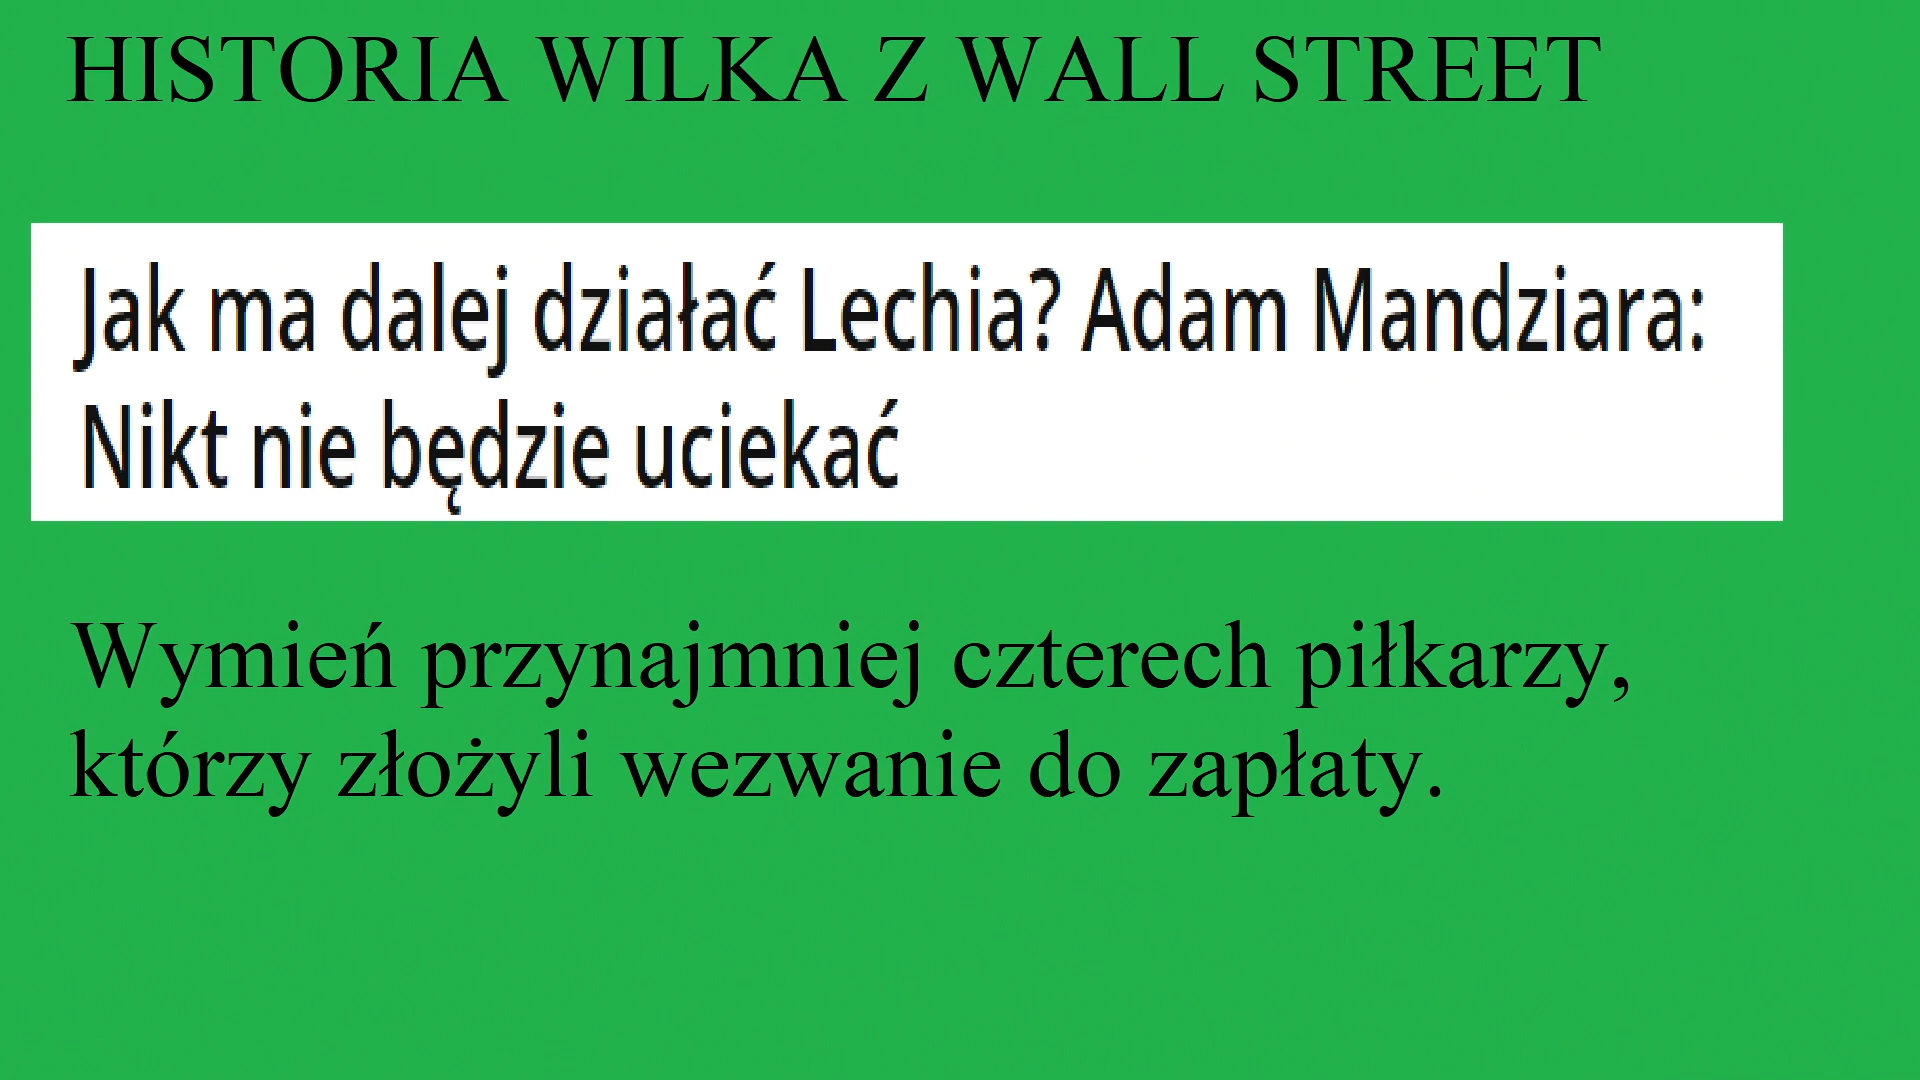 HISTORIA WILKA Z WALL STREET
Jak ma dalej działać Lechia? Adam Mandziara:
Nikt nie będzie uciekać
Wymień przynajmniej czterech piłkarzy,
którzy złożyli wezwanie do zapłaty.